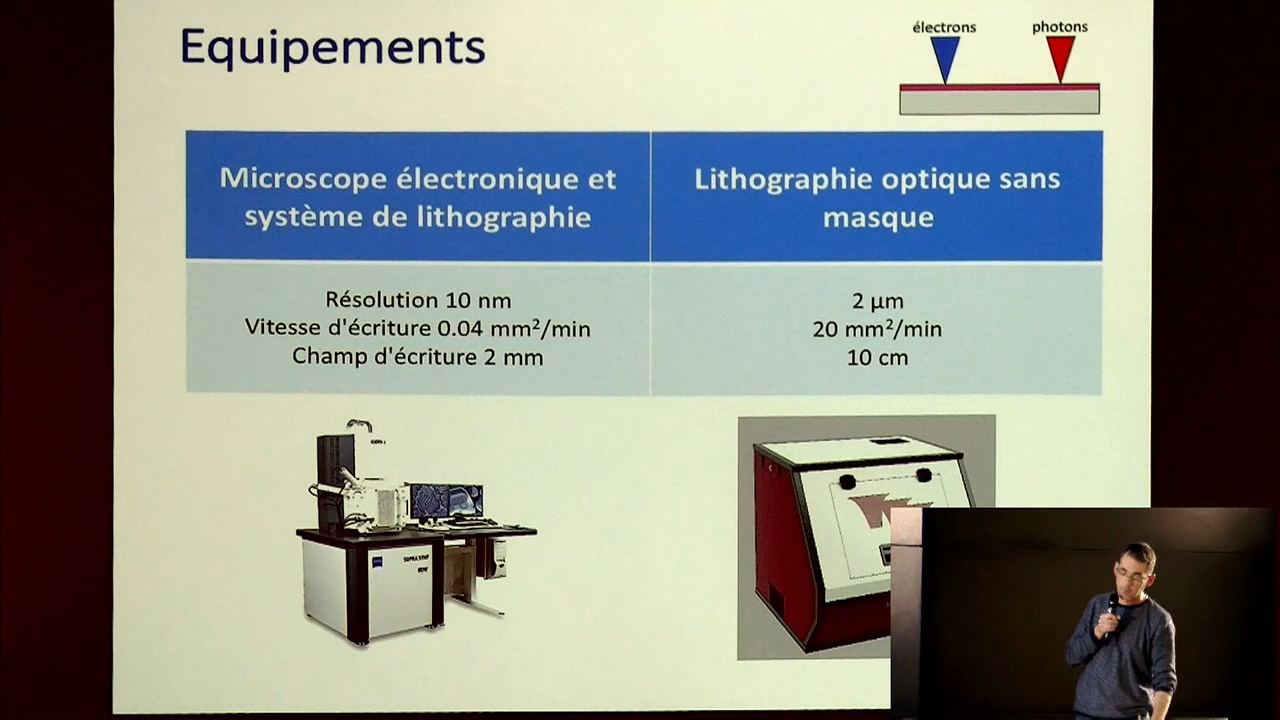 Equipements
électrons photons
Microscope électronique et
système de lithographie
Lithographie optique sans
masque
Résolution 10 nm
Vitesse d'écriture 0.04 mm²/min
Champ d'écriture 2 mm
2 µm
20 mm²/min
10 cm